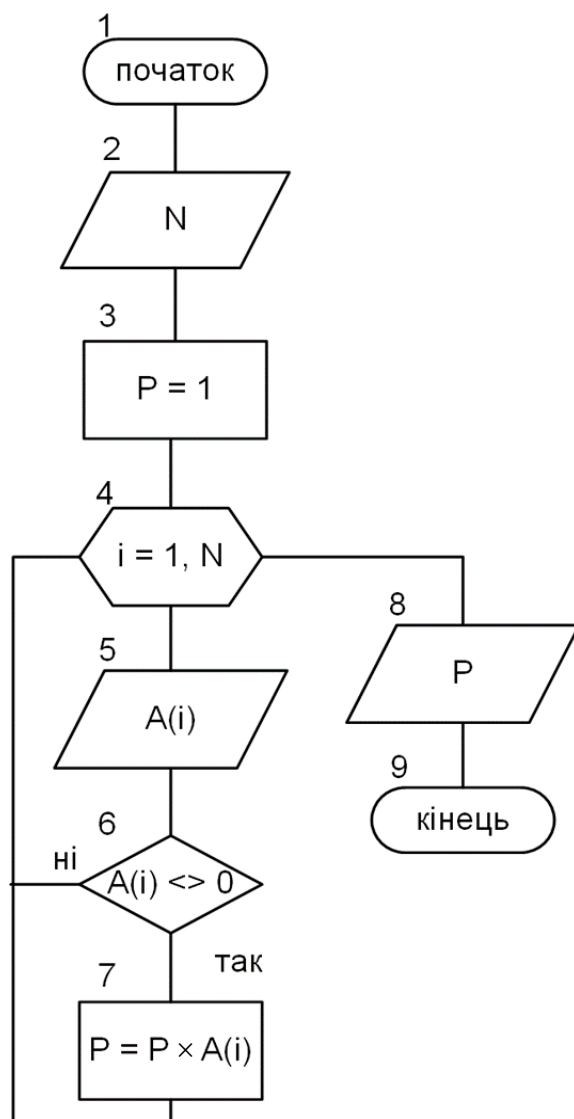 1
початок
2
N
3
P = 1
4
i = 1, N
5
A(i)
6
ні
A(i) <> 0
так
7
P = P × A(i)
8
P
9
кінець